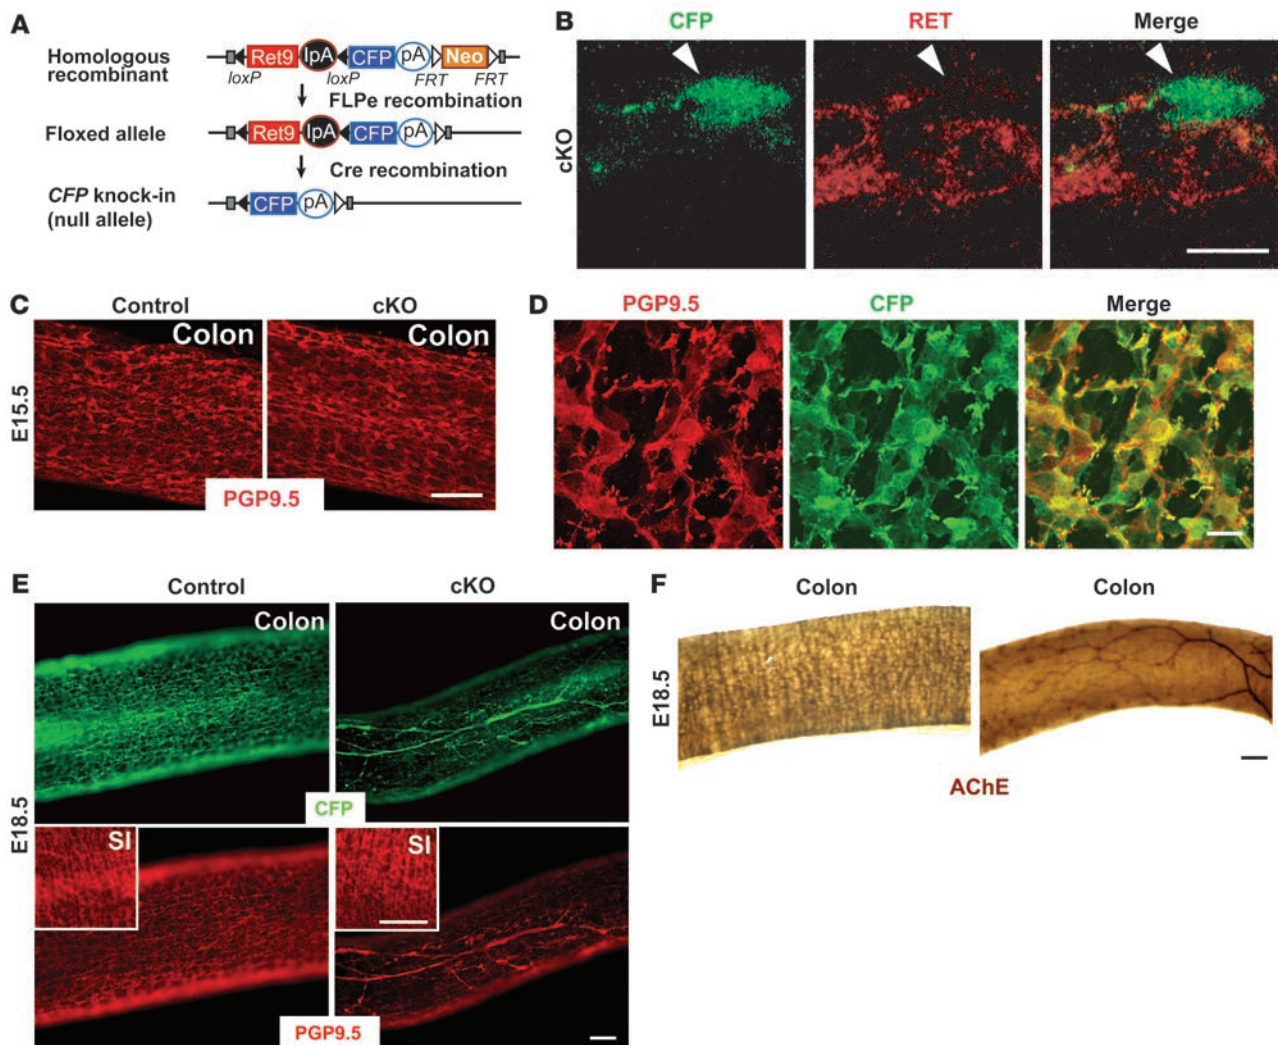 A
Homologous
recombinant
Ret9 IpA CFP pA Neo
loxP loxP FRT FRT
FLPe recombination
Floxed allele
Ret9 IpA CFP pA
Cre recombination
CFP knock-in
(null allele)
CFP pA
B
CFP RET Merge
cKO
C
Control cKO
Colon Colon
E15.5
PGP9.5
D
PGP9.5 CFP Merge
E
Control cKO
Colon Colon
E18.5
CFP
SI SI
PGP9.5
F
Colon Colon
E18.5
AChE